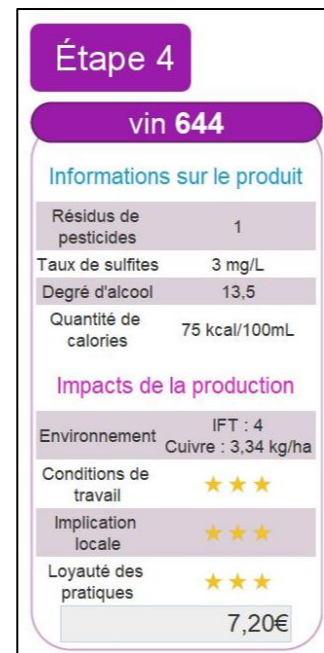 Étape 4
vin 644
Informations sur le produit
Résidus de
pesticides
1
Taux de sulfites
3 mg/L
Degré d'alcool
13,5
Quantité de
calories
75 kcal/100mL
Impacts de la production
Environnement
IFT : 4
Cuivre : 3,34 kg/ha
Conditions de
travail
★ ★ ★
Implication
locale
★ ★ ★
Loyauté des
pratiques
★ ★ ★
7,20€